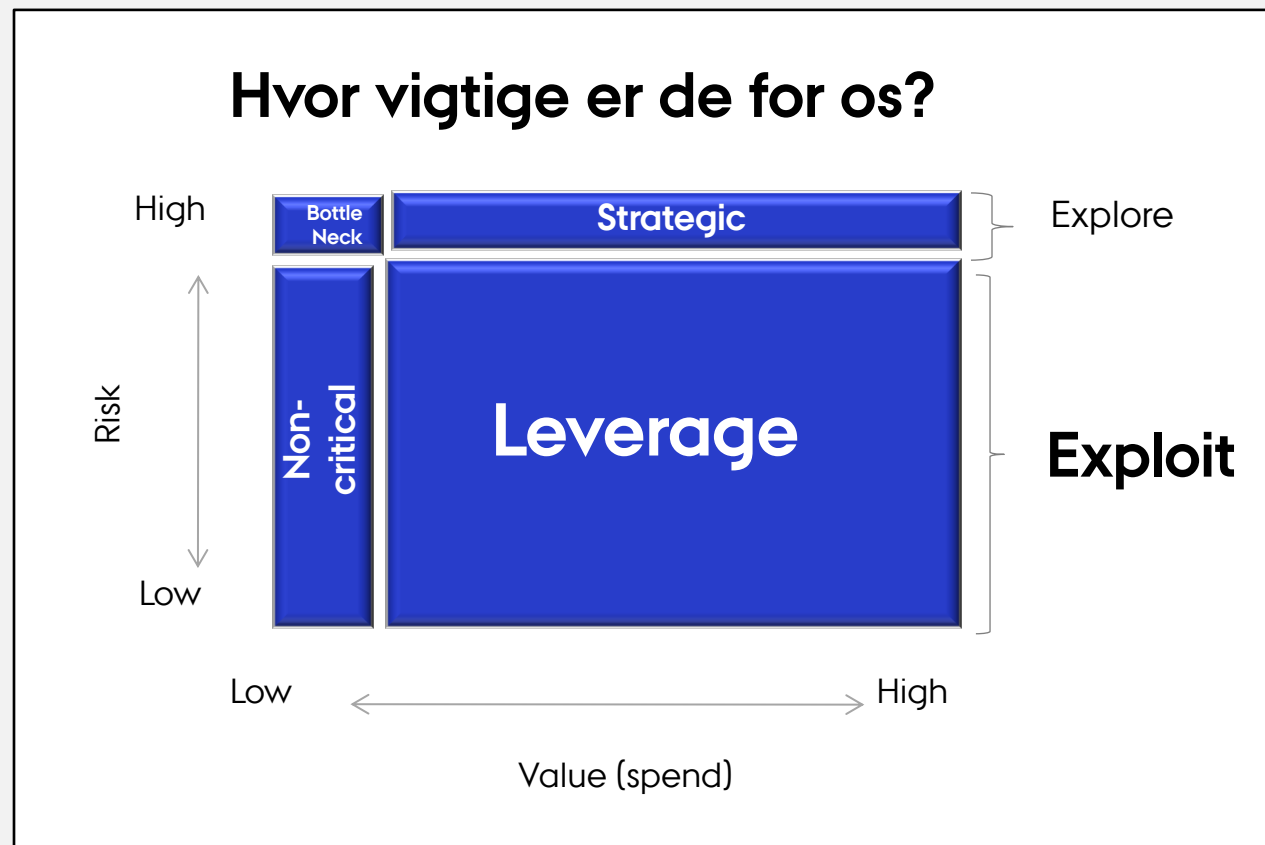 Hvor vigtige er de for os?
High
Bottle
Neck
Strategic
Explore
Risk
Non-
critical
Leverage
Exploit
Low
Low
High
Value (spend)